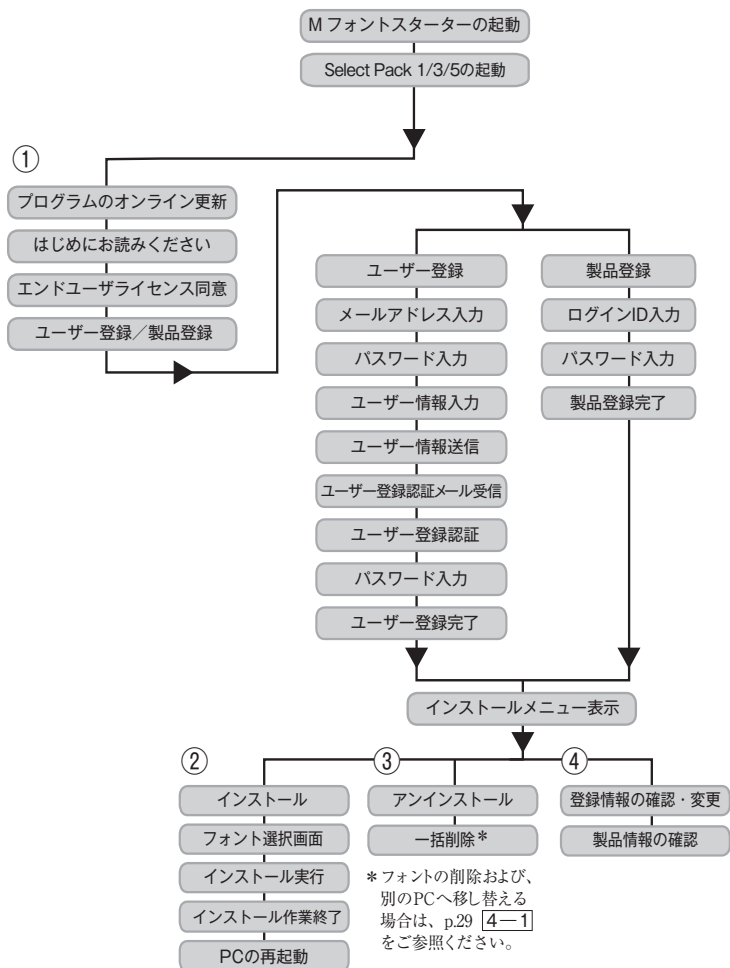 M フォントスターターの起動
Select Pack 1/3/5の起動
①
プログラムのオンライン更新
はじめにお読みください
エンドユーザライセンス同意
ユーザー登録／製品登録
ユーザー登録
メールアドレス入力
パスワード入力
ユーザー情報入力
ユーザー情報送信
ユーザー登録認証メール受信
ユーザー登録認証
パスワード入力
ユーザー登録完了
製品登録
ログインID入力
パスワード入力
製品登録完了
インストールメニュー表示
②
インストール
フォント選択画面
インストール実行
インストール作業終了
PCの再起動
③
アンインストール
一括削除＊
＊フォントの削除および、
別のPCへ移し替える
場合は、p.29 4－1
をご参照ください。
④
登録情報の確認・変更
製品情報の確認